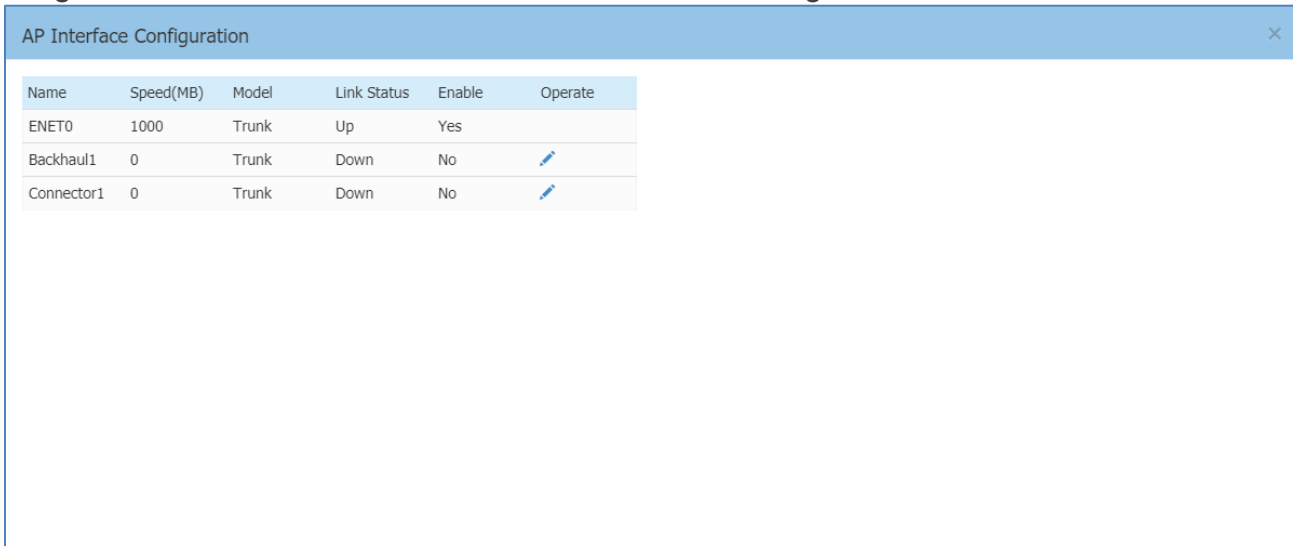 AP Interface Configuration
Name Speed(MB) Model Link Status Enable Operate
ENET0 1000 Trunk Up Yes
Backhaul1 0 Trunk Down No
Connector1 0 Trunk Down No